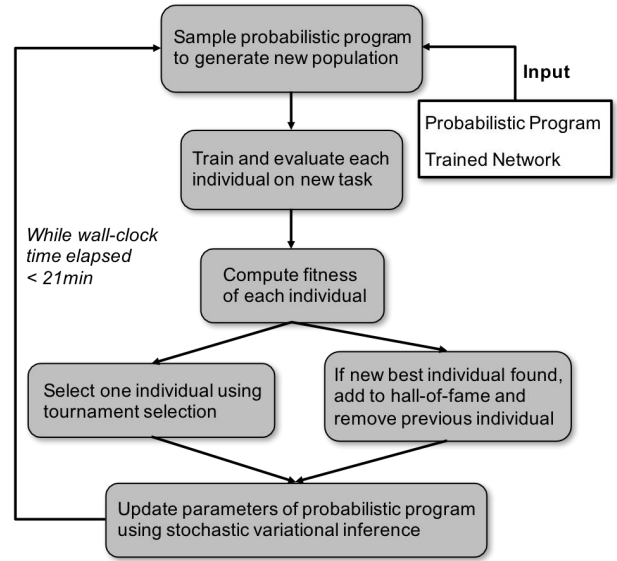 Sample probabilistic program
to generate new population
Input
Probabilistic Program
Trained Network
Train and evaluate each
individual on new task
While wall-clock
time elapsed
< 21min
Compute fitness
of each individual
Select one individual using
tournament selection
If new best individual found,
add to hall-of-fame and
remove previous individual
Update parameters of probabilistic program
using stochastic variational inference